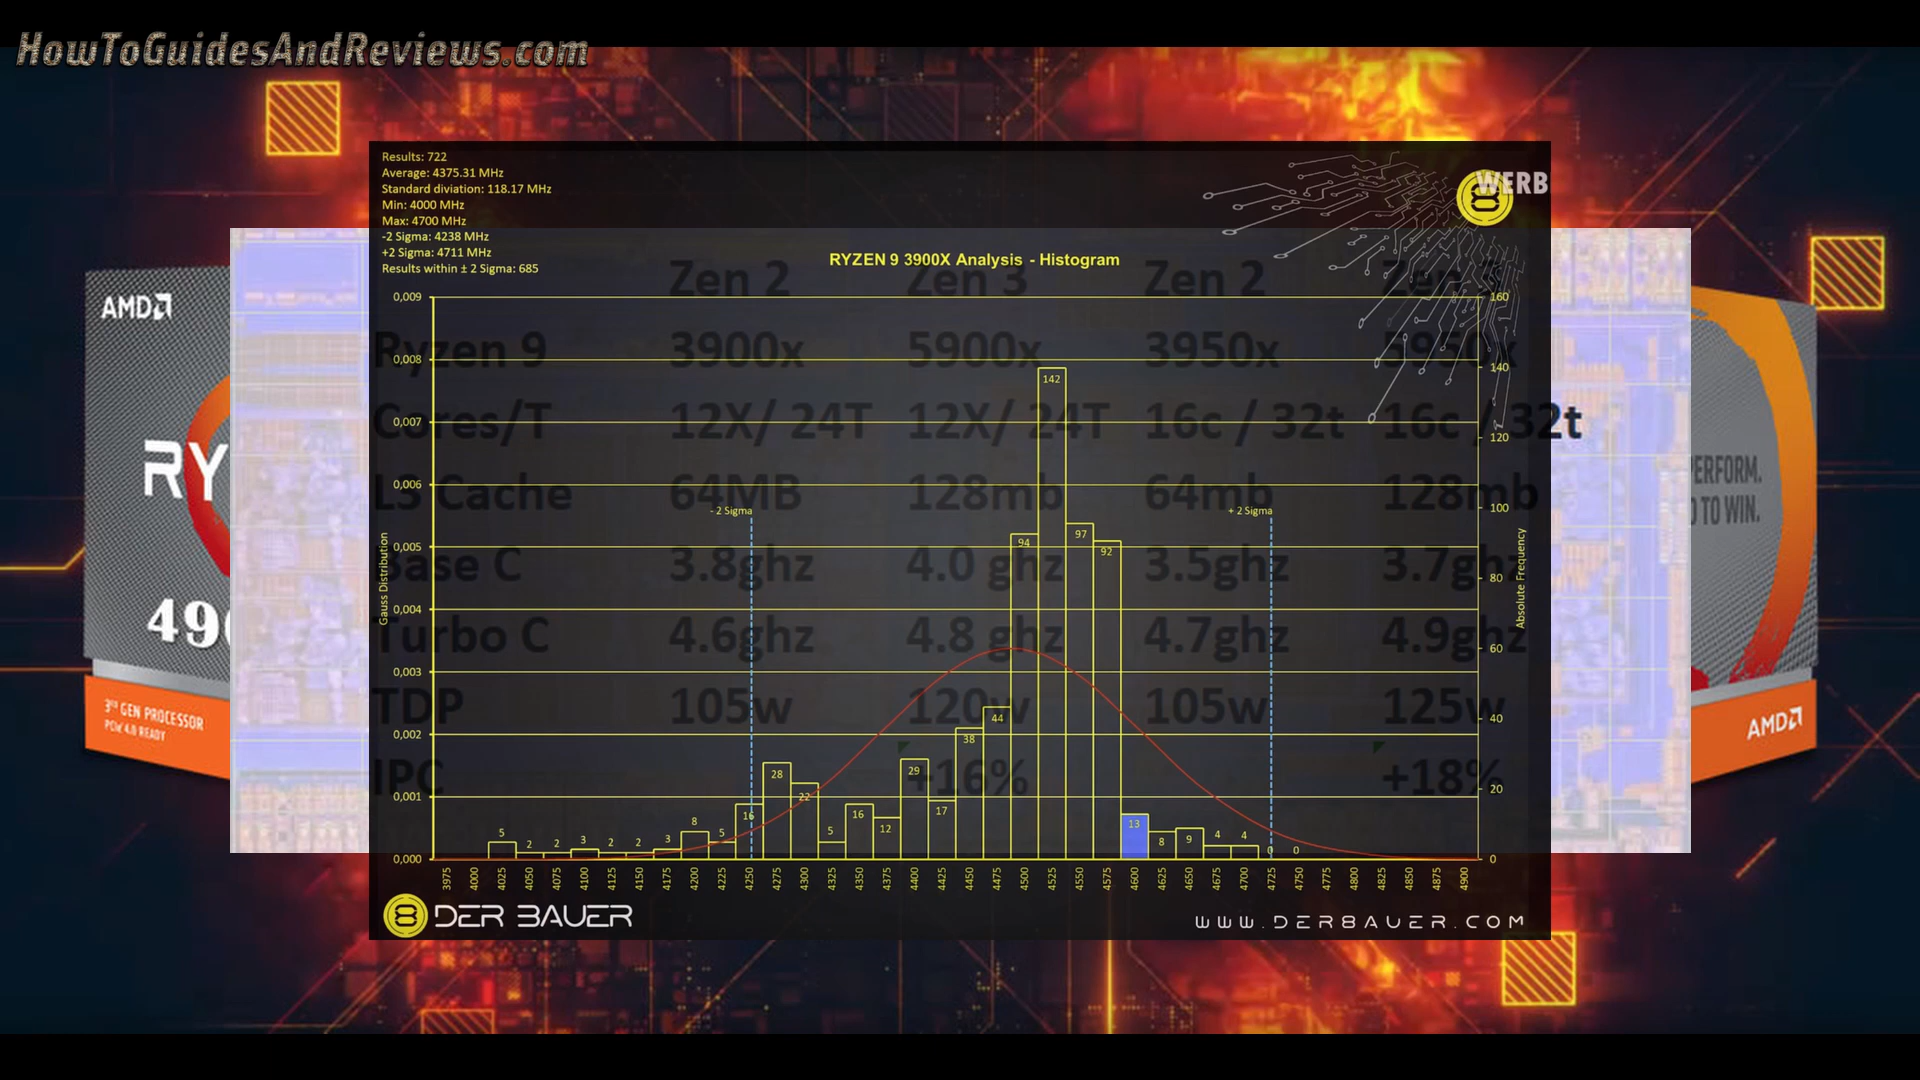 HowToGuidesAndReviews.com
Results: 722
Average: 4375.31 MHz
Standard diviation: 118.17 MHz
Min: 4000 MHz
Max: 4700 MHz
-2 Sigma: 4238 MHz
+2 Sigma: 4711 MHz
Results within ± 2 Sigma: 685
WERB
8
RYZEN 9 3900X Analysis - Histogram
Zen 2 Zen 3 Zen 2 Zen
Ryzen 9 3900x 5900x 3950x 5950x
Cores/T 12X/ 24T 12X/ 24T 16c / 32t 16c / 32t
L3 Cache 64MB 128mb 64mb 128mb
Base C 3.8ghz 4.0 ghz 3.5ghz 3.7ghz
Turbo C 4.6ghz 4.8 ghz 4.7ghz 4.9ghz
TDP 105w 120w 105w 125w
IPC +16% +18%
0,009
0,008
0,007
0,006
0,005
0,004
0,003
0,002
0,001
0,000
Gauss Distribution
- 2 Sigma
+ 2 Sigma
5 2 2 3 2 2 3 8 5 16 28 22 5 16 12 29 17 38 44 94 142 97 92 13 8 9 4 4 0 0
160
140
120
100
80
60
40
20
0
Absolute Frequency
3975 4000 4025 4050 4075 4100 4125 4150 4175 4200 4225 4250 4275 4300 4325 4350 4375 4400 4425 4450 4475 4500 4525 4550 4575 4600 4625 4650 4675 4700 4725 4750 4775 4800 4825 4850 4875 4900
8 DER 8AUER
WWW.DER8AUER.COM
AMD
RY
490
3RD GEN PROCESSOR
PCIe 4.0 READY
PERFORM.
TO WIN.
AMD